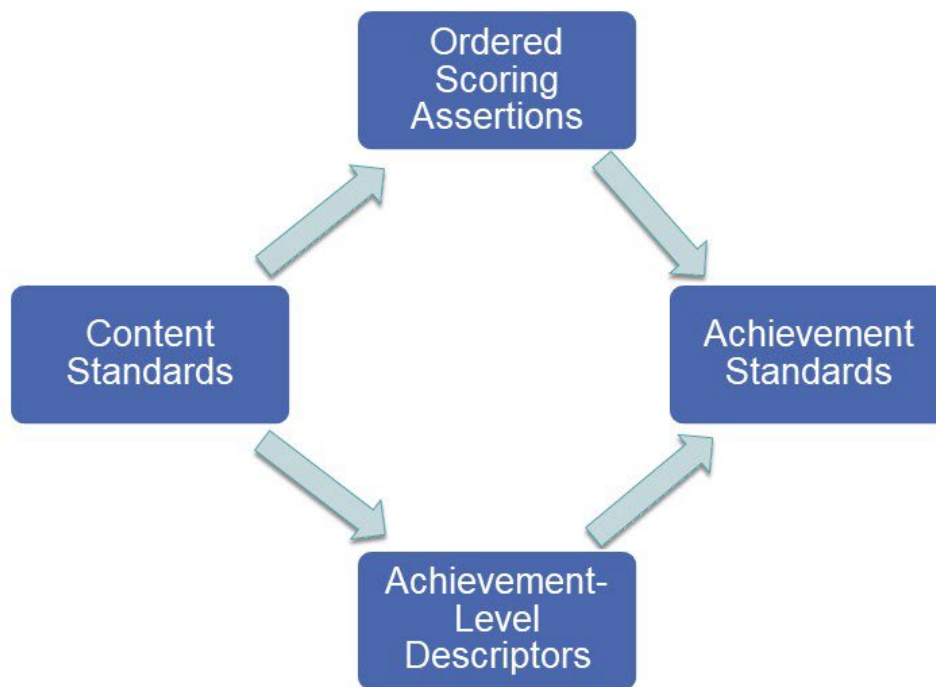 Ordered
Scoring
Assertions
Content
Standards
Achievement
Standards
Achievement-
Level
Descriptors